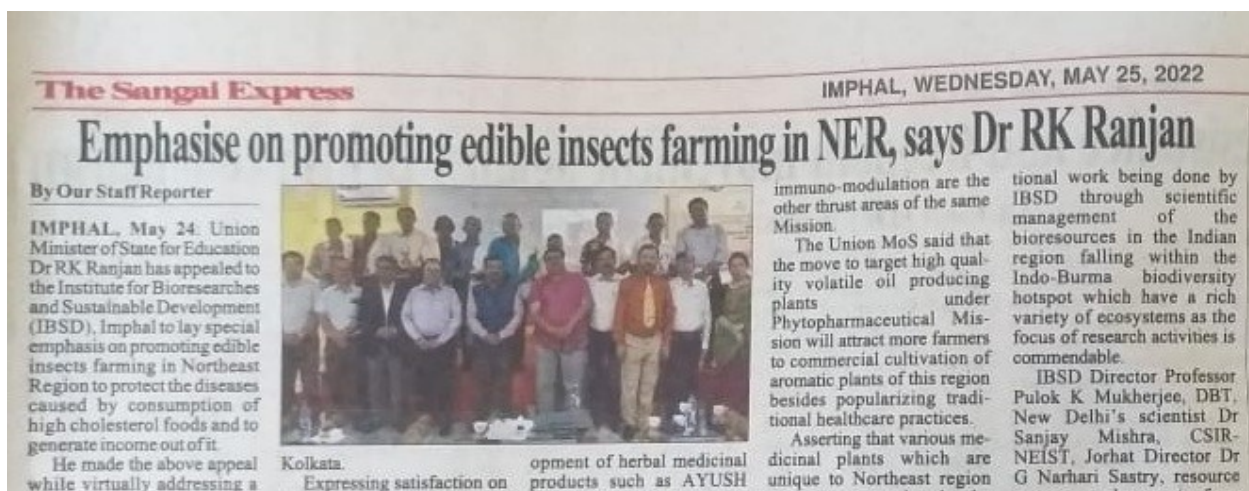 The Sangai Express
IMPHAL, WEDNESDAY, MAY 25, 2022
Emphasise on promoting edible insects farming in NER, says Dr RK Ranjan
By Our Staff Reporter
IMPHAL, May 24: Union
Minister of State for Education
Dr RK Ranjan has appealed to
the Institute for Bioresearches
and Sustainable Development
(IBSD), Imphal to lay special
emphasis on promoting edible
insects farming in Northeast
Region to protect the diseases
caused by consumption of
high cholesterol foods and to
generate income out of it.
He made the above appeal
while virtually addressing a
Kolkata.
Expressing satisfaction on
opment of herbal medicinal
products such as AYUSH
immuno-modulation are the
other thrust areas of the same
Mission.
The Union MoS said that
the move to target high qual-
ity volatile oil producing
plants under
Phytopharmaceutical Mis-
sion will attract more farmers
to commercial cultivation of
aromatic plants of this region
besides popularizing tradi-
tional healthcare practices.
Asserting that various me-
dicinal plants which are
unique to Northeast region
tional work being done by
IBSD through scientific
management of the
bioresources in the Indian
region falling within the
Indo-Burma biodiversity
hotspot which have a rich
variety of ecosystems as the
focus of research activities is
commendable.
IBSD Director Professor
Pulok K Mukherjee, DBT,
New Delhi's scientist Dr
Sanjay Mishra, CSIR-
NEIST, Jorhat Director Dr
G Narhari Sastry, resource